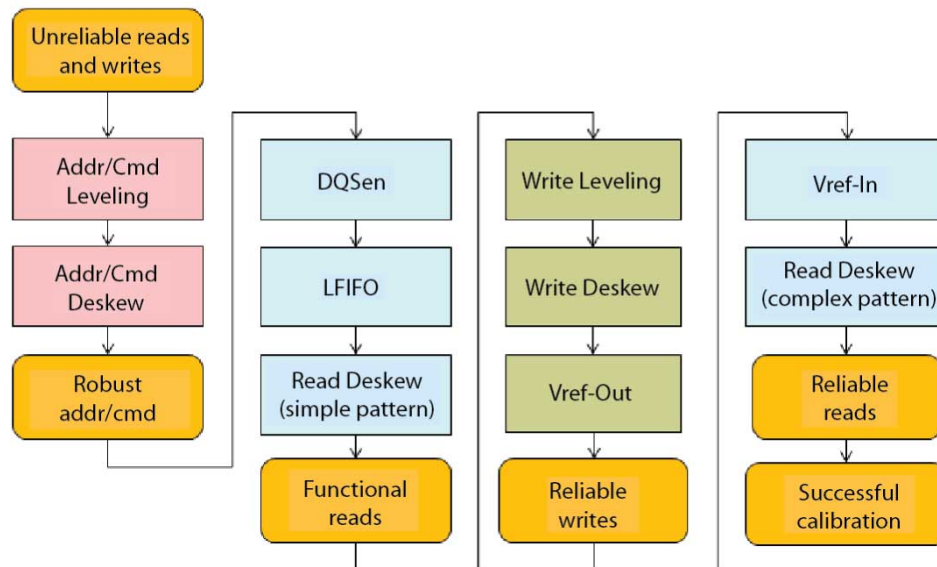 Unreliable reads
and writes
Addr/Cmd
Leveling
Addr/Cmd
Deskew
Robust
addr/cmd
DQSen
LFIFO
Read Deskew
(simple pattern)
Functional
reads
Write Leveling
Write Deskew
Vref-Out
Reliable
writes
Vref-In
Read Deskew
(complex pattern)
Reliable
reads
Successful
calibration